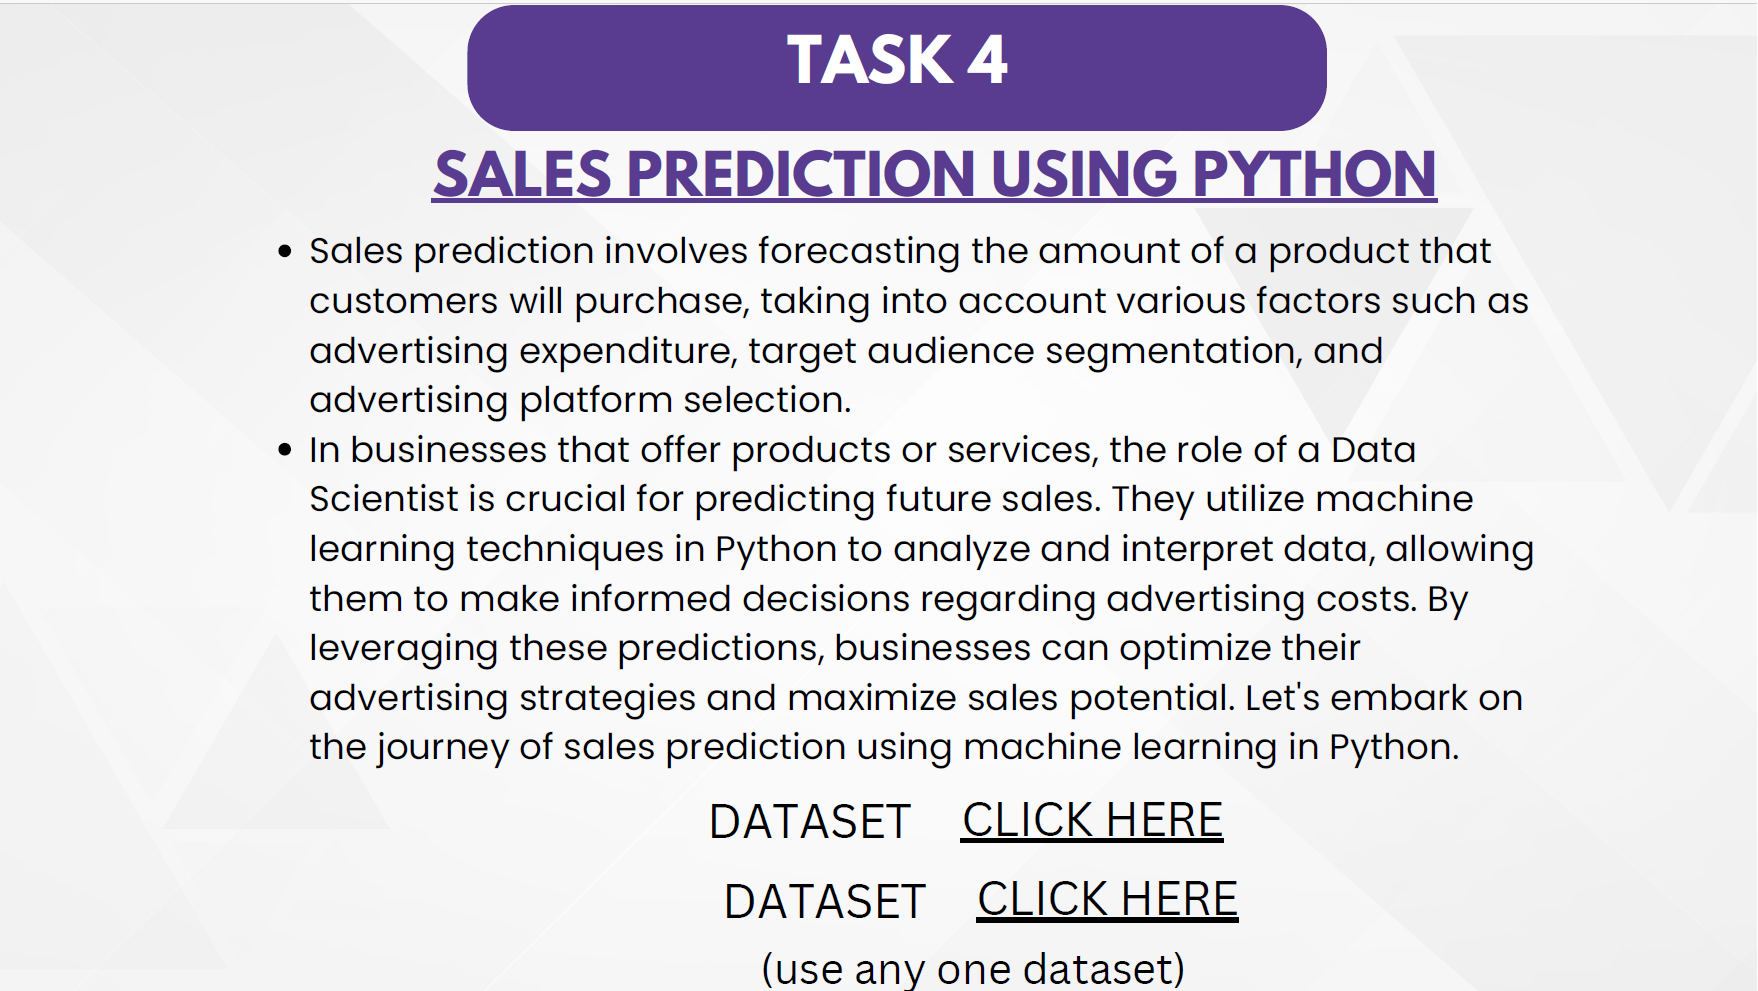 TASK 4
SALES PREDICTION USING PYTHON
• Sales prediction involves forecasting the amount of a product that
customers will purchase, taking into account various factors such as
advertising expenditure, target audience segmentation, and
advertising platform selection.
• In businesses that offer products or services, the role of a Data
Scientist is crucial for predicting future sales. They utilize machine
learning techniques in Python to analyze and interpret data, allowing
them to make informed decisions regarding advertising costs. By
leveraging these predictions, businesses can optimize their
advertising strategies and maximize sales potential. Let's embark on
the journey of sales prediction using machine learning in Python.
DATASET CLICK HERE
DATASET CLICK HERE
(use any one dataset)